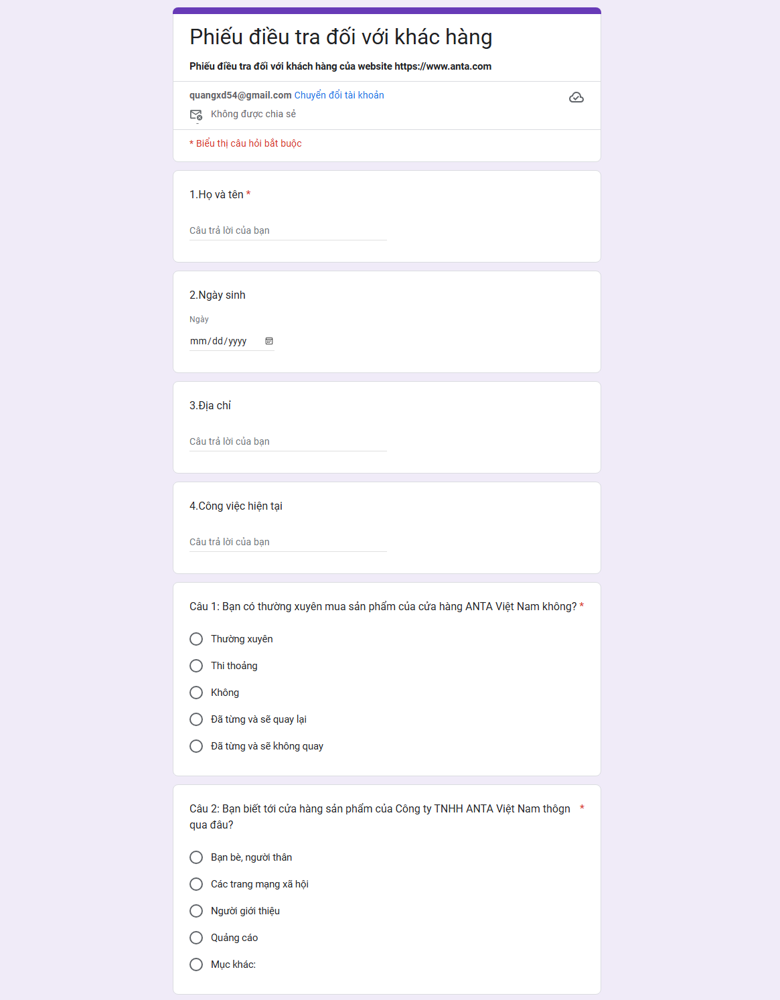 Phiếu điều tra đối với khác hàng
Phiếu điều tra đối với khách hàng của website https://www.anta.com
quangxd54@gmail.com Chuyển đổi tài khoản
Không được chia sẻ
* Biểu thị câu hỏi bắt buộc
1.Họ và tên *
Câu trả lời của bạn
2.Ngày sinh
Ngày
mm/dd/yyyy
3.Địa chỉ
Câu trả lời của bạn
4.Công việc hiện tại
Câu trả lời của bạn
Câu 1: Bạn có thường xuyên mua sản phẩm của cửa hàng ANTA Việt Nam không? *
Thường xuyên
Thi thoảng
Không
Đã từng và sẽ quay lại
Đã từng và sẽ không quay
Câu 2: Bạn biết tới cửa hàng sản phẩm của Công ty TNHH ANTA Việt Nam thôgn *
qua đâu?
Bạn bè, người thân
Các trang mạng xã hội
Người giới thiệu
Quảng cáo
Mục khác: